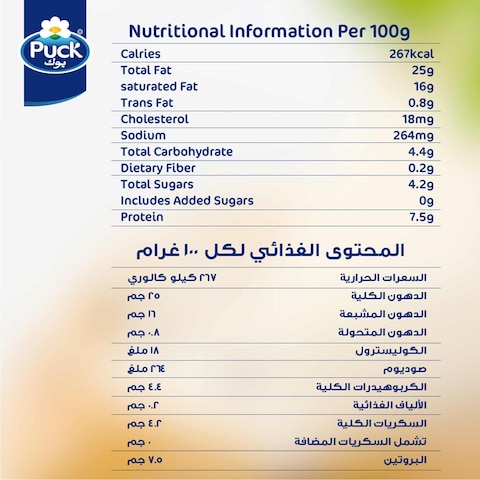 Puck
بوك
Nutritional Information Per 100g
Calries 267kcal
Total Fat 25g
saturated Fat 16g
Trans Fat 0.8g
Cholesterol 18mg
Sodium 264mg
Total Carbohydrate 4.4g
Dietary Fiber 0.2g
Total Sugars 4.2g
Includes Added Sugars 0g
Protein 7.5g
المحتوى الغذائي لكل ١٠٠ غرام
السعرات الحرارية ٢٦٧ كيلو كالوري
الدهون الكلية ٢٥ جم
الدهون المشبعة ١٦ جم
الدهون المتحولة ٠.٨ جم
الكوليسترول ١٨ ملغ
صوديوم ٢٦٤ ملغ
الكربوهيدرات الكلية ٤.٤ جم
الألياف الغذائية ٠.٢ جم
السكريات الكلية ٤.٢ جم
تشمل السكريات المضافة ٠ جم
البروتين ٧.٥ جم